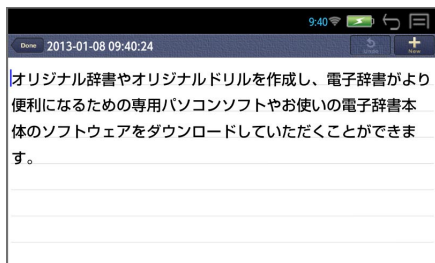 9:40
Done 2013-01-08 09:40:24 Undo New
オリジナル辞書やオリジナルドリルを作成し、電子辞書がより
便利になるための専用パソコンソフトやお使いの電子辞書本
体のソフトウェアをダウンロードしていただくことができま
す。